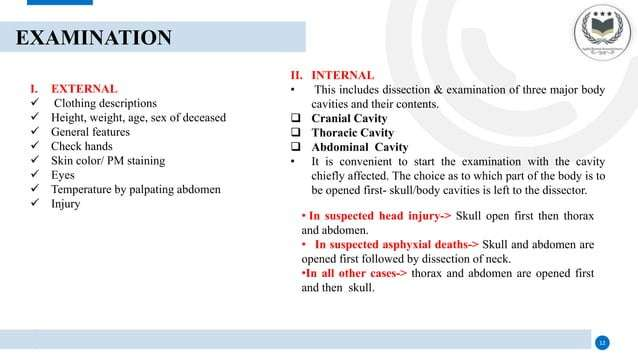 EXAMINATION
I. EXTERNAL
✓ Clothing descriptions
✓ Height, weight, age, sex of deceased
✓ General features
✓ Check hands
✓ Skin color/ PM staining
✓ Eyes
✓ Temperature by palpating abdomen
✓ Injury
II. INTERNAL
• This includes dissection & examination of three major body
cavities and their contents.
❑ Cranial Cavity
❑ Thoracic Cavity
❑ Abdominal Cavity
• It is convenient to start the examination with the cavity
chiefly affected. The choice as to which part of the body is to
be opened first- skull/body cavities is left to the dissector.
• In suspected head injury-> Skull open first then thorax
and abdomen.
• In suspected asphyxial deaths-> Skull and abdomen are
opened first followed by dissection of neck.
•In all other cases-> thorax and abdomen are opened first
and then skull.
12